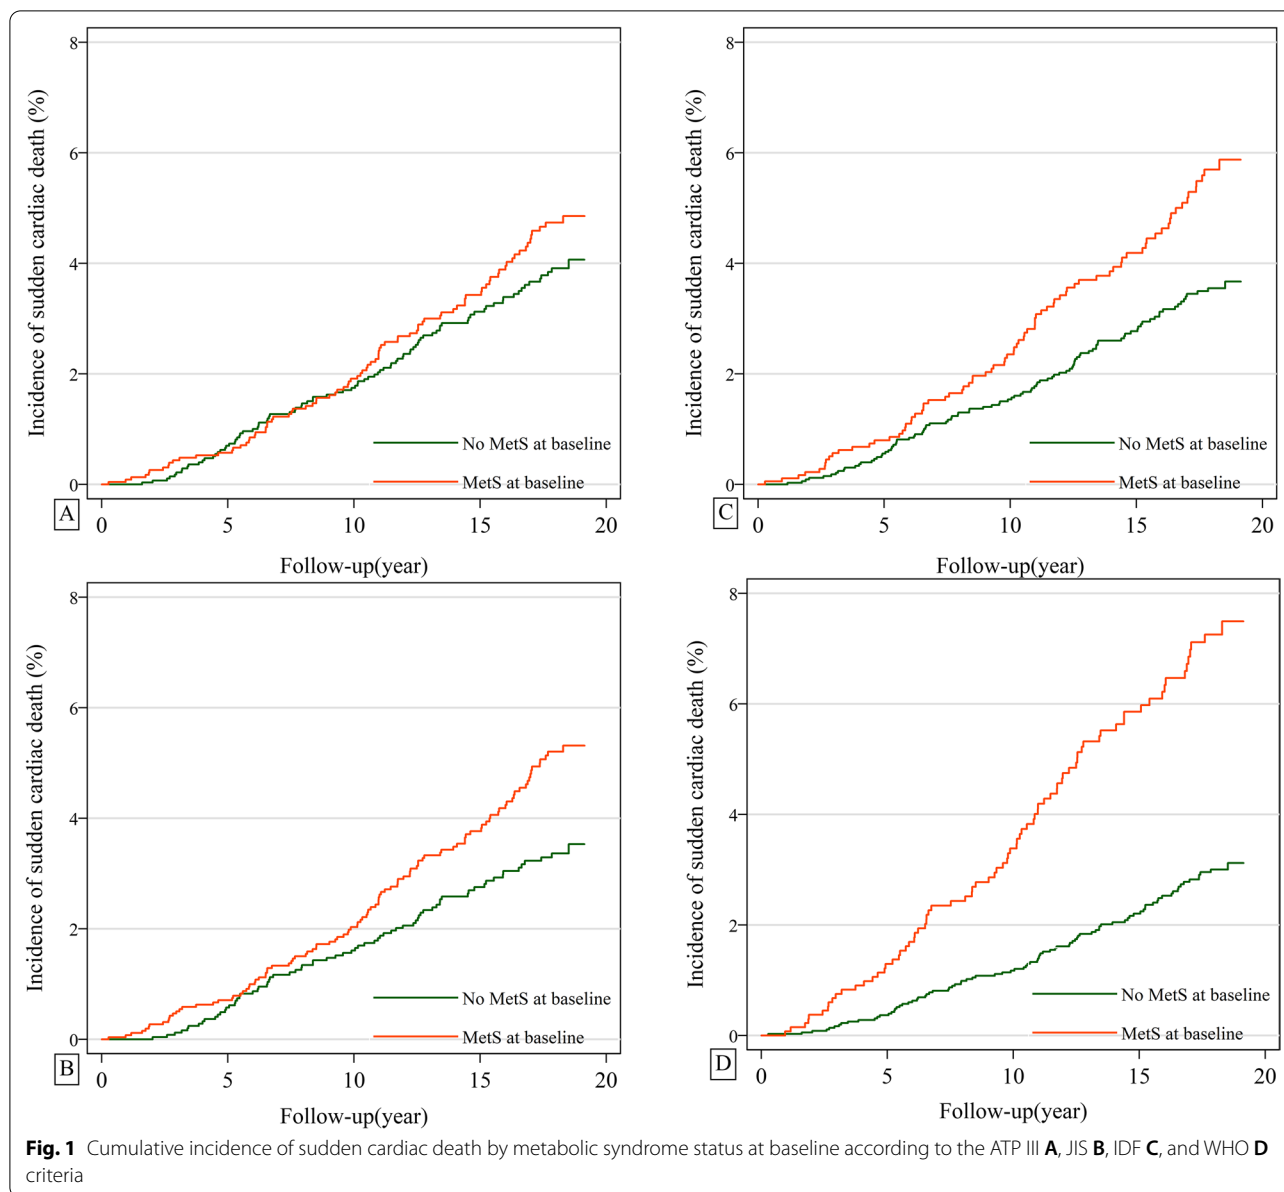 Incidence of sudden cardiac death (%)
8
6
4
2
0
No MetS at baseline
MetS at baseline
A
0 5 10 15 20
Follow-up(year)
Incidence of sudden cardiac death (%)
8
6
4
2
0
No MetS at baseline
MetS at baseline
C
0 5 10 15 20
Follow-up(year)
Incidence of sudden cardiac death (%)
8
6
4
2
0
No MetS at baseline
MetS at baseline
B
0 5 10 15 20
Follow-up(year)
Incidence of sudden cardiac death (%)
8
6
4
2
0
No MetS at baseline
MetS at baseline
D
0 5 10 15 20
Follow-up(year)
Fig. 1 Cumulative incidence of sudden cardiac death by metabolic syndrome status at baseline according to the ATP III A, JIS B, IDF C, and WHO D
criteria